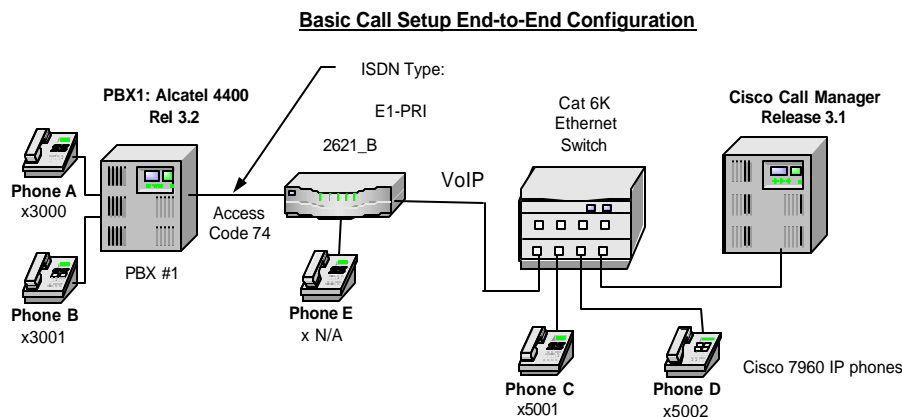 Basic Call Setup End-to-End Configuration
ISDN Type:
E1-PRI
PBX1: Alcatel 4400
Rel 3.2
2621_B
Cat 6K
Ethernet
Switch
Cisco Call Manager
Release 3.1
VoIP
Phone A
x3000
Access
Code 74
PBX #1
Phone B
x3001
Phone E
x N/A
Phone C
x5001
Phone D
x5002
Cisco 7960 IP phones